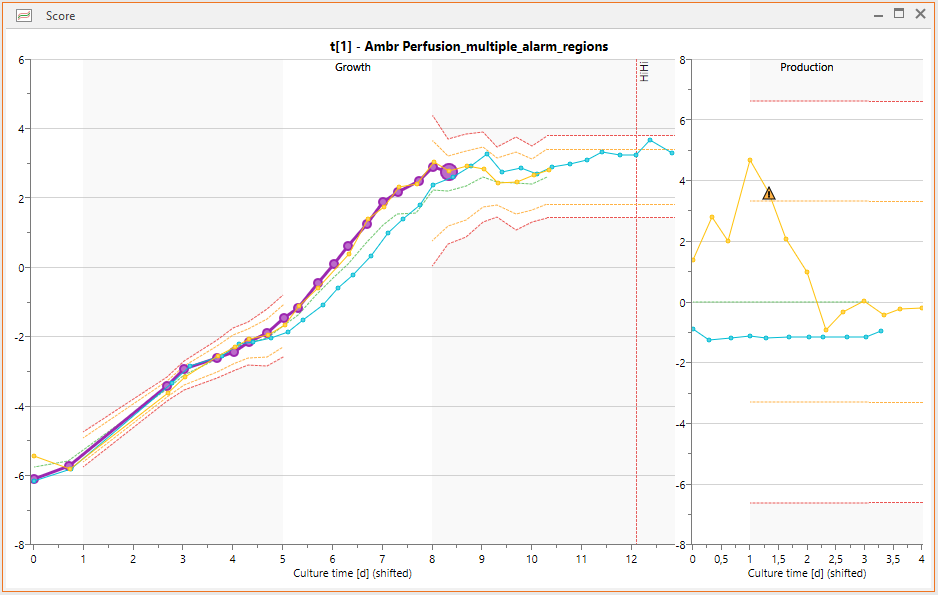 Score
t[1] - Ambr Perfusion_multiple_alarm_regions
Growth
HiHi
Production
6
4
2
0
-2
-4
-6
-8
8
6
4
2
0
-2
-4
-6
-8
0 1 2 3 4 5 6 7 8 9 10 11 12
0 0,5 1 1,5 2 2,5 3 3,5 4
Culture time [d] (shifted)
Culture time [d] (shifted)